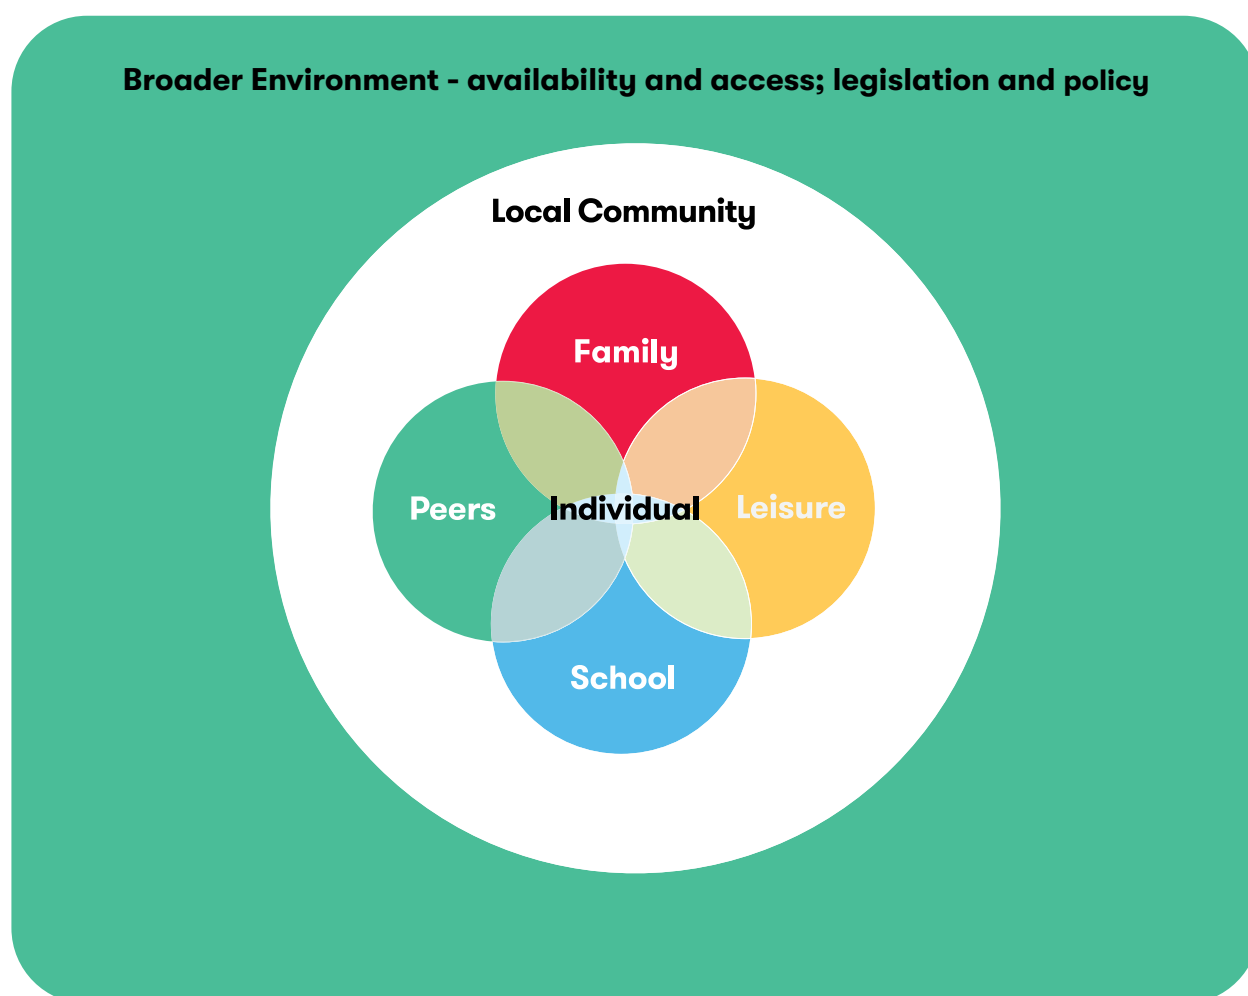 Broader Environment - availability and access; legislation and policy
Local Community
Family
Peers
Individual
Leisure
School